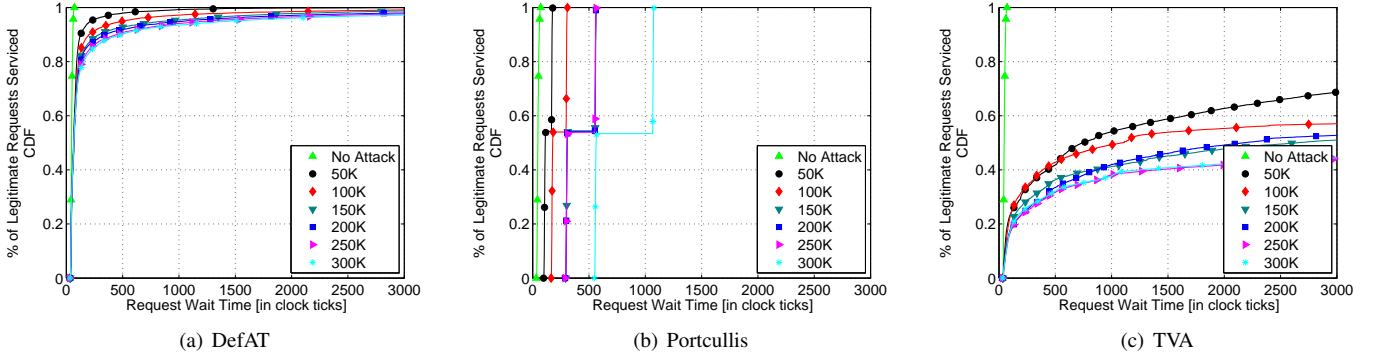 % of Legitimate Requests Serviced
CDF
1
0.8
0.6
0.4
0.2
0
0 500 1000 1500 2000 2500 3000
Request Wait Time [in clock ticks]
No Attack
50K
100K
150K
200K
250K
300K
(a) DefAT
% of Legitimate Requests Serviced
CDF
1
0.8
0.6
0.4
0.2
0
0 500 1000 1500 2000 2500 3000
Request Wait Time [in clock ticks]
No Attack
50K
100K
150K
200K
250K
300K
(b) Portcullis
% of Legitimate Requests Serviced
CDF
1
0.8
0.6
0.4
0.2
0
0 500 1000 1500 2000 2500 3000
Request Wait Time [in clock ticks]
No Attack
50K
100K
150K
200K
250K
300K
(c) TVA